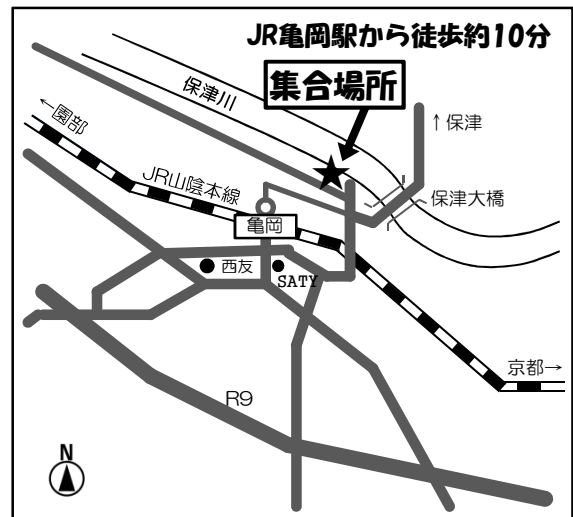 JR亀岡駅から徒歩約10分
集合場所
保津川
↑保津
←園部
JR山陰本線
保津大橋
亀岡
西友
SATY
京都→
R9
N